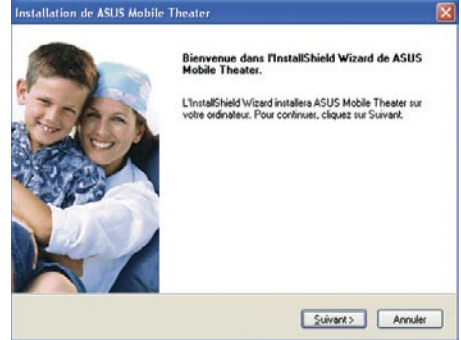 Installation de ASUS Mobile Theater
Bienvenue dans l'InstallShield Wizard de ASUS
Mobile Theater.
L'InstallShield Wizard installera ASUS Mobile Theater sur
votre ordinateur. Pour continuer, cliquez sur Suivant.
Suivant > Annuler